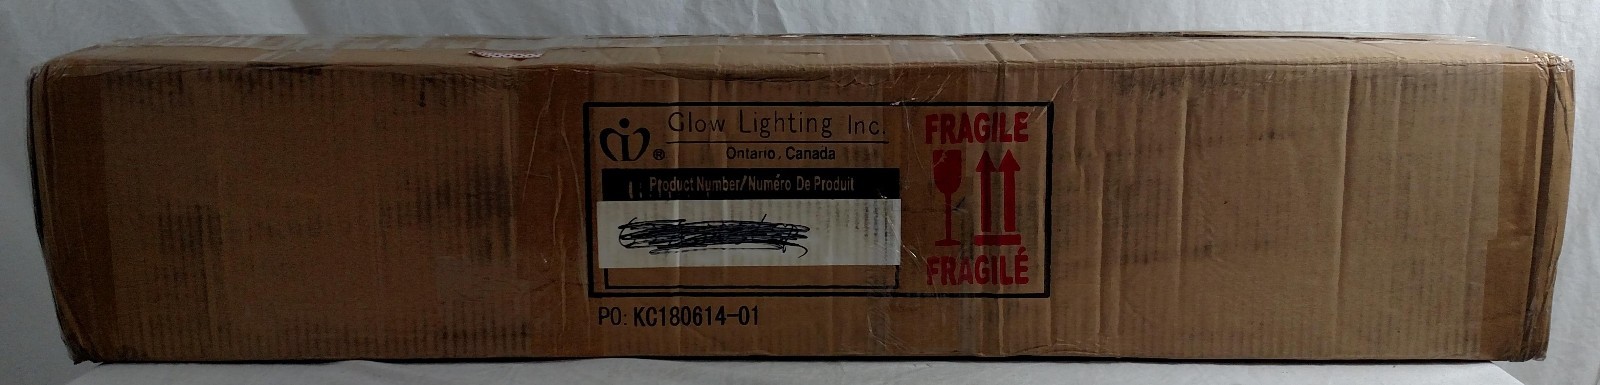 Glow Lighting Inc.
®
Ontario, Canada
Product Number/Numéro De Produit
FRAGILE
FRAGILÉ
PO: KC180614-01